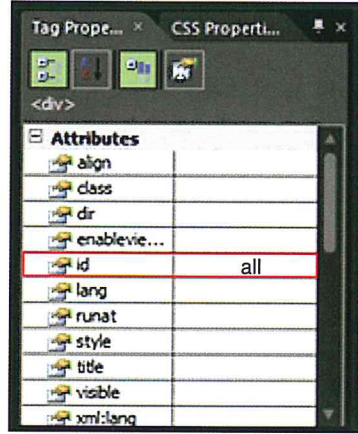 Tag Prope... × CSS Properti... ×
<div>
Attributes
align
class
dir
enablevie...
id all
lang
runat
style
title
visible
xml:lang